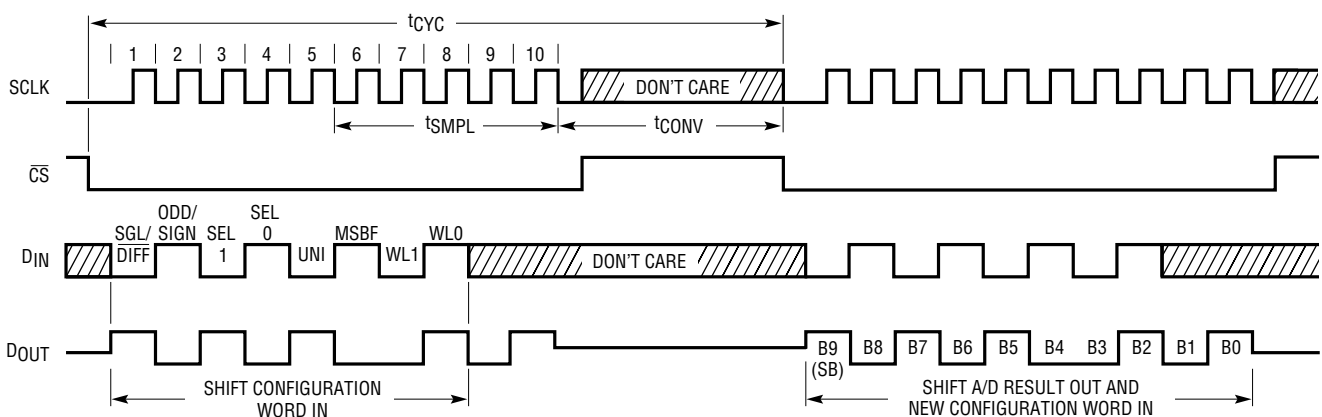 tCYC
1 2 3 4 5 6 7 8 9 10
SCLK
DON'T CARE
tSMPL
tCONV
CS
SGL/
DIFF
ODD/
SIGN
SEL
1
SEL
0
UNI
MSBF
WL1
WL0
DIN
DON'T CARE
DOUT
B9
(SB)
B8 B7 B6 B5 B4 B3 B2 B1 B0
SHIFT CONFIGURATION
WORD IN
SHIFT A/D RESULT OUT AND
NEW CONFIGURATION WORD IN